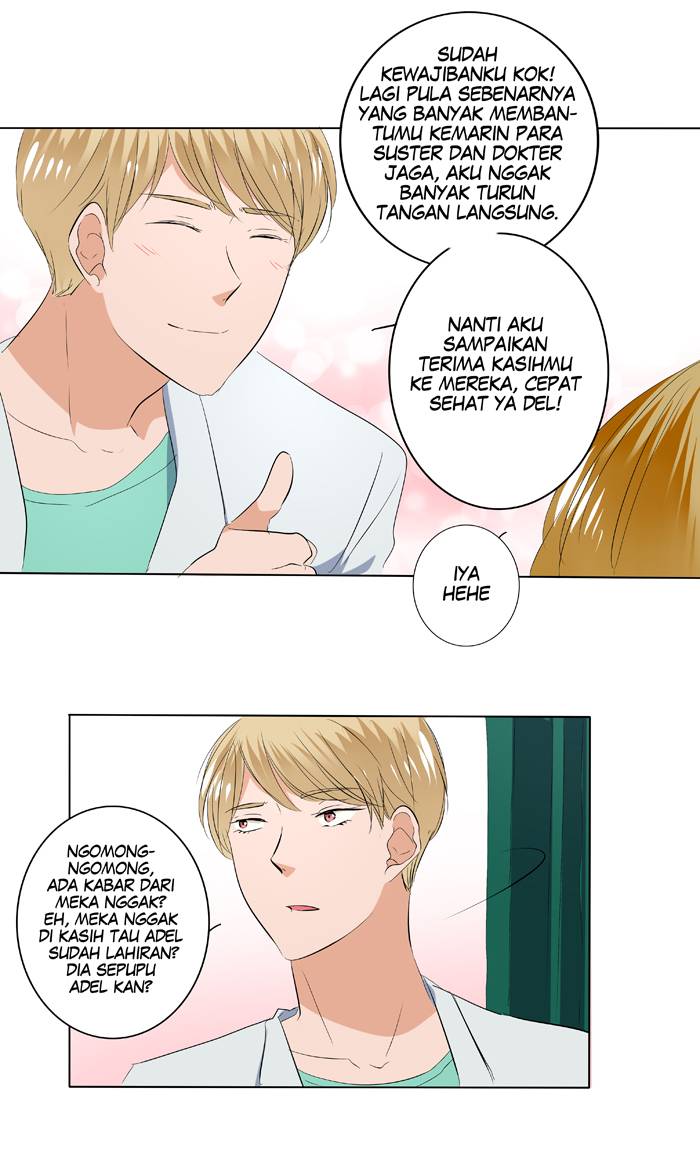 SUDAH
KEWAJIBANKU KOK!
LAGI PULA SEBENARNYA
YANG BANYAK MEMBAN-
TUMU KEMARIN PARA
SUSTER DAN DOKTER
JAGA, AKU NGGAK
BANYAK TURUN
TANGAN LANGSUNG.
NANTI AKU
SAMPAIKAN
TERIMA KASIHMU
KE MEREKA, CEPAT
SEHAT YA DEL!
IYA
HEHE
NGOMONG-
NGOMONG,
ADA KABAR DARI
MEKA NGGAK?
EH, MEKA NGGAK
DI KASIH TAU ADEL
SUDAH LAHIRAN?
DIA SEPUPU
ADEL KAN?